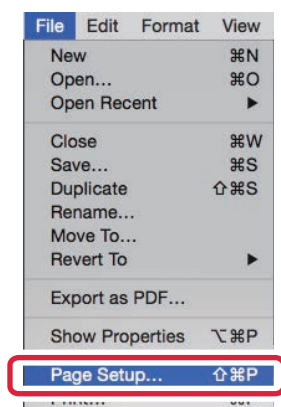 File Edit Format View
New ⌘N
Open... ⌘O
Open Recent ▶
Close ⌘W
Save... ⌘S
Duplicate ⇧⌘S
Rename...
Move To...
Revert To ▶
Export as PDF...
Show Properties ⌥⌘P
Page Setup... ⇧⌘P